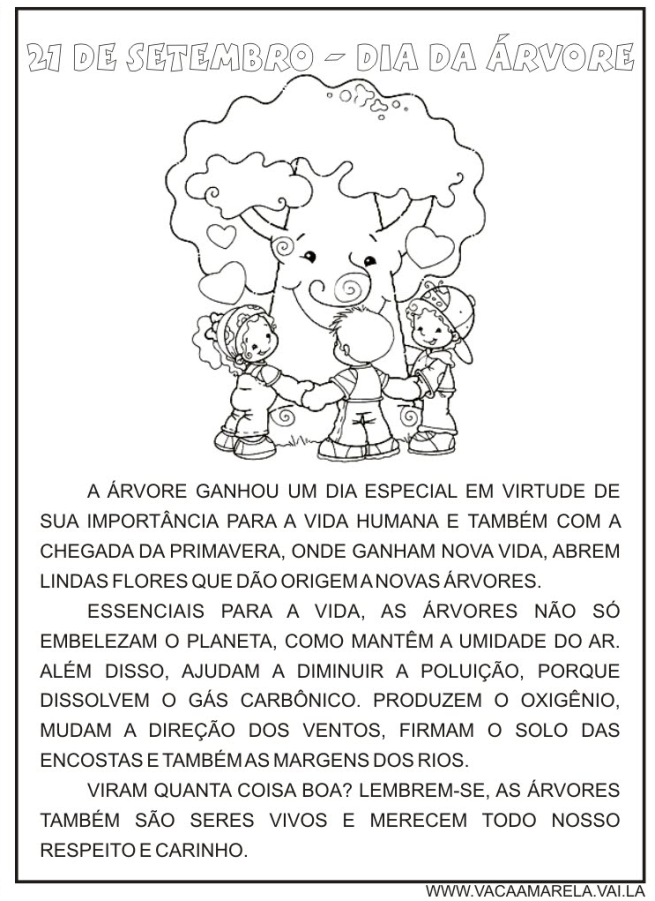 21 DE SETEMBRO - DIA DA ÁRVORE
A ÁRVORE GANHOU UM DIA ESPECIAL EM VIRTUDE DE
SUA IMPORTÂNCIA PARA A VIDA HUMANA E TAMBÉM COM A
CHEGADA DA PRIMAVERA, ONDE GANHAM NOVA VIDA, ABREM
LINDAS FLORES QUE DÃO ORIGEM A NOVAS ÁRVORES.
ESSENCIAIS PARA A VIDA, AS ÁRVORES NÃO SÓ
EMBELEZAM O PLANETA, COMO MANTÊM A UMIDADE DO AR.
ALÉM DISSO, AJUDAM A DIMINUIR A POLUIÇÃO, PORQUE
DISSOLVEM O GÁS CARBÔNICO. PRODUZEM O OXIGÊNIO,
MUDAM A DIREÇÃO DOS VENTOS, FIRMAM O SOLO DAS
ENCOSTAS E TAMBÉM AS MARGENS DOS RIOS.
VIRAM QUANTA COISA BOA? LEMBREM-SE, AS ÁRVORES
TAMBÉM SÃO SERES VIVOS E MERECEM TODO NOSSO
RESPEITO E CARINHO.
WWW.VACAAMARELA.VAI.LA